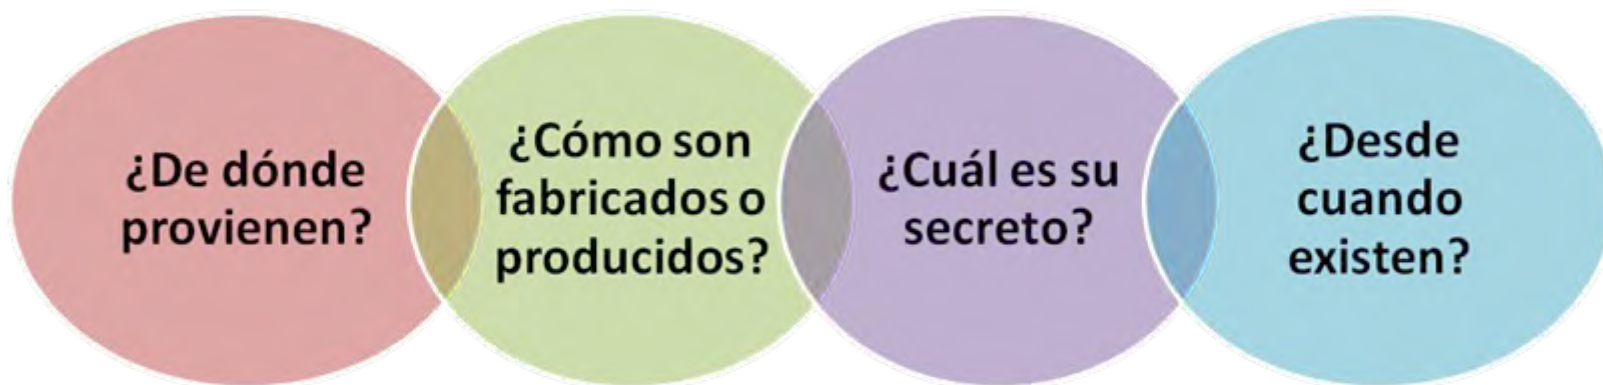 ¿De dónde
provienen?
¿Cómo son
fabricados o
producidos?
¿Cuál es su
secreto?
¿Desde
cuando
existen?